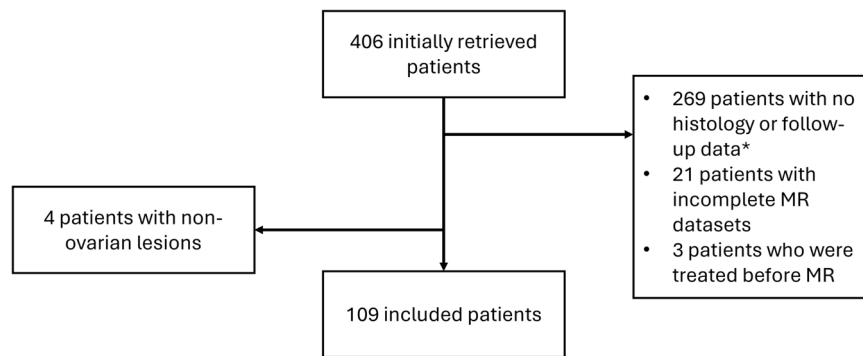 406 initially retrieved
patients
• 269 patients with no
histology or follow-
up data*
• 21 patients with
incomplete MR
datasets
• 3 patients who were
treated before MR
4 patients with non-
ovarian lesions
109 included patients